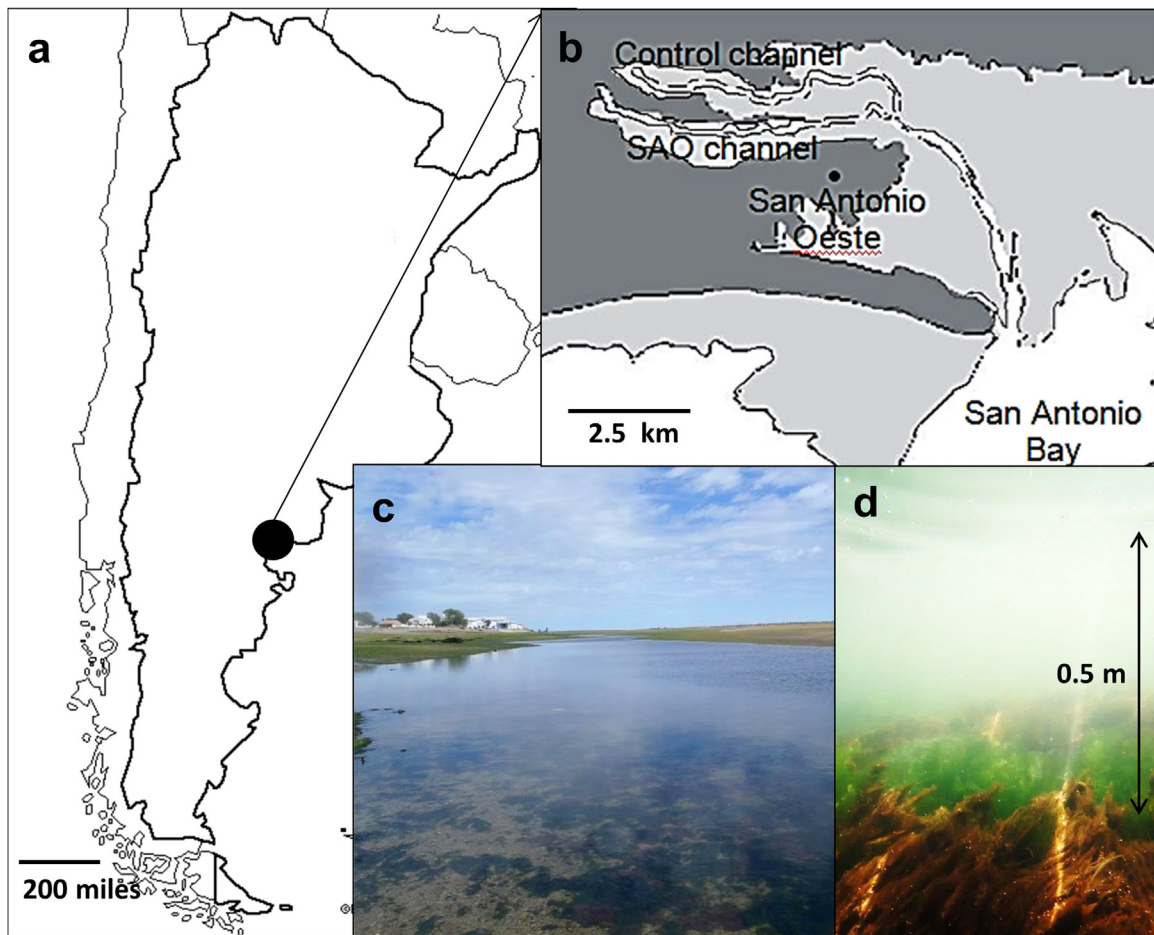 a
200 miles
b
Control channel
SAO channel
San Antonio
Oeste
2.5 km
San Antonio
Bay
c
d
0.5 m